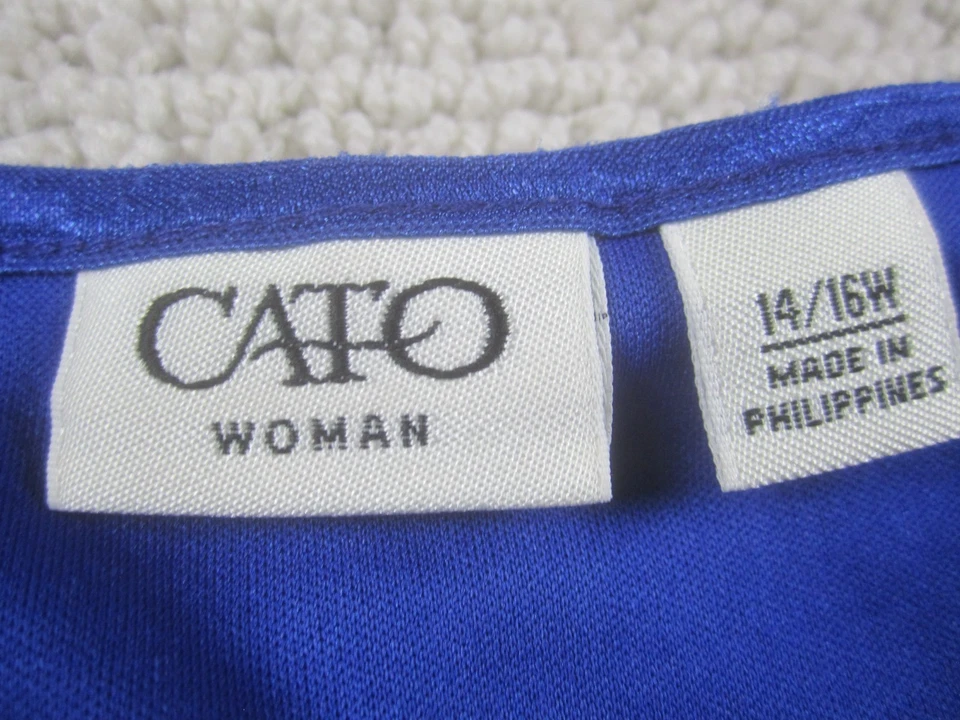 CATO
WOMAN
14/16W
MADE IN
PHILIPPINES